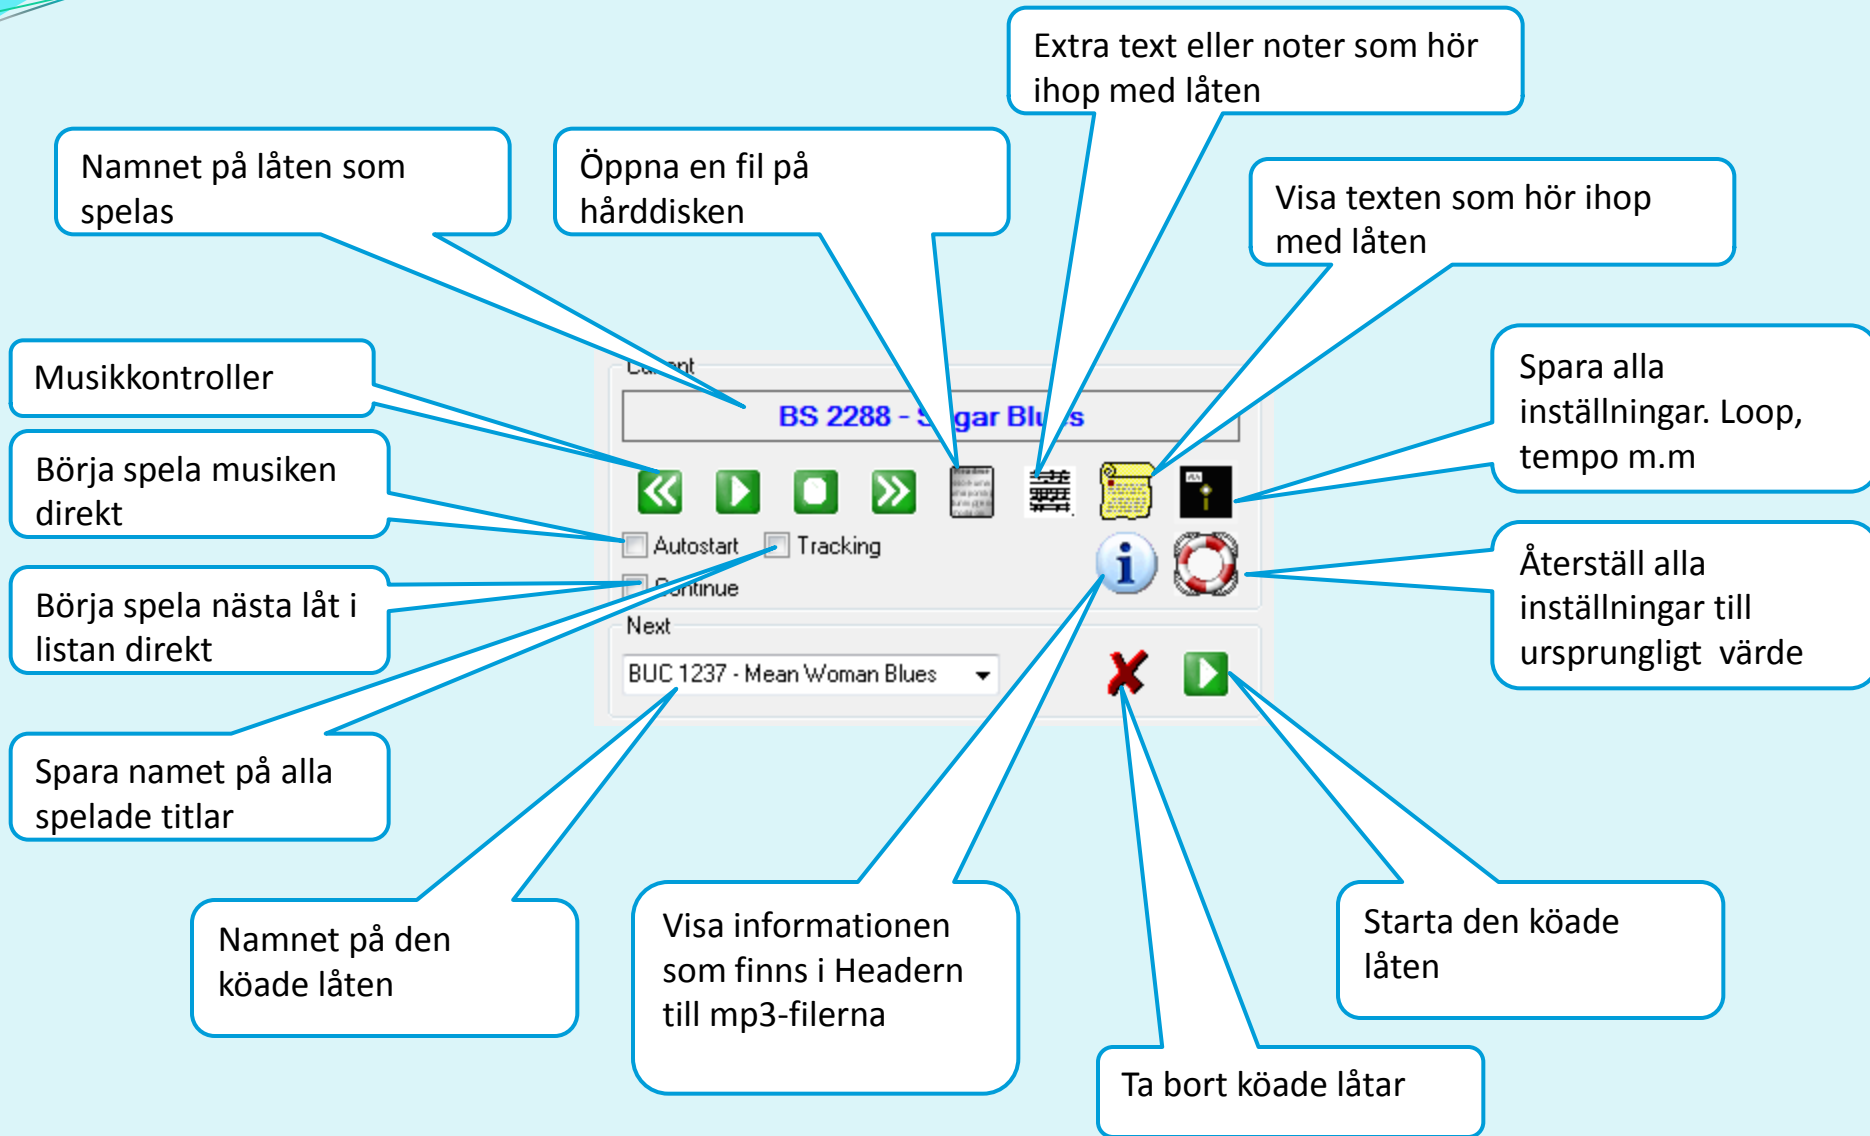 Extra text eller noter som hör
ihop med låten
Namnet på låten som
spelas
Öppna en fil på
hårddisken
Visa texten som hör ihop
med låten
Musikkontroller
Spara alla
inställningar. Loop,
tempo m.m
BS 2288 - Sugar Blues
Börja spela musiken
direkt
Autostart
Tracking
Continue
Återställ alla
inställningar till
ursprungligt värde
Börja spela nästa låt i
listan direkt
Next
BUC 1237 - Mean Woman Blues
Spara namet på alla
spelade titlar
Namnet på den
köade låten
Visa informationen
som finns i Headern
till mp3-filerna
Starta den köade
låten
Ta bort köade låtar